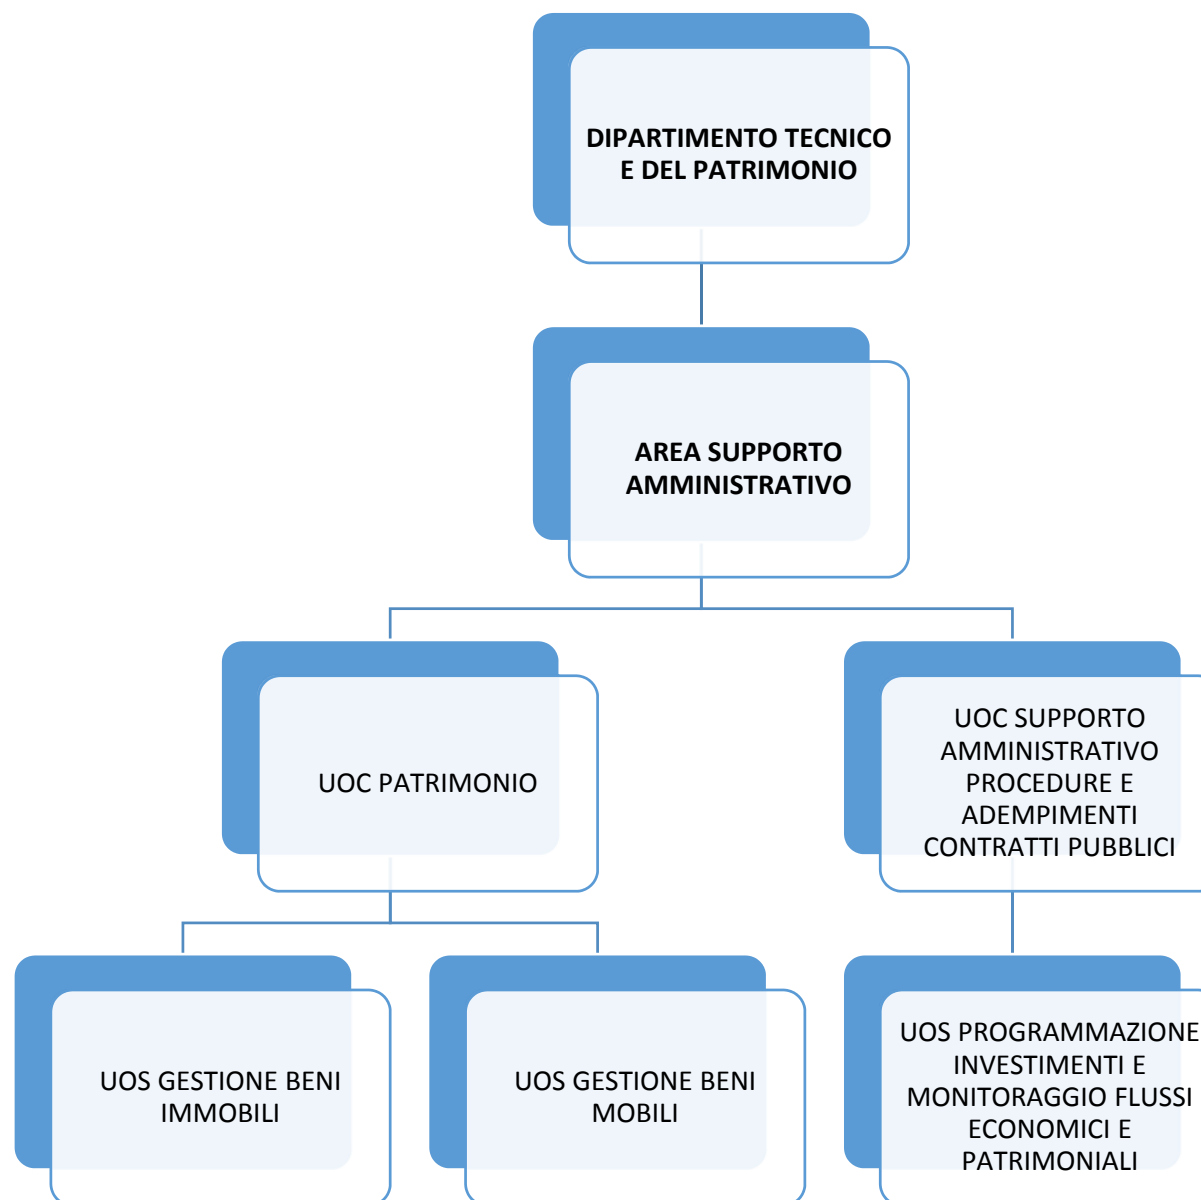 DIPARTIMENTO TECNICO
E DEL PATRIMONIO
AREA SUPPORTO
AMMINISTRATIVO
UOC PATRIMONIO
UOC SUPPORTO
AMMINISTRATIVO
PROCEDURE E
ADEMPIMENTI
CONTRATTI PUBBLICI
UOS GESTIONE BENI
IMMOBILI
UOS GESTIONE BENI
MOBILI
UOS PROGRAMMAZIONE
INVESTIMENTI E
MONITORAGGIO FLUSSI
ECONOMICI E
PATRIMONIALI